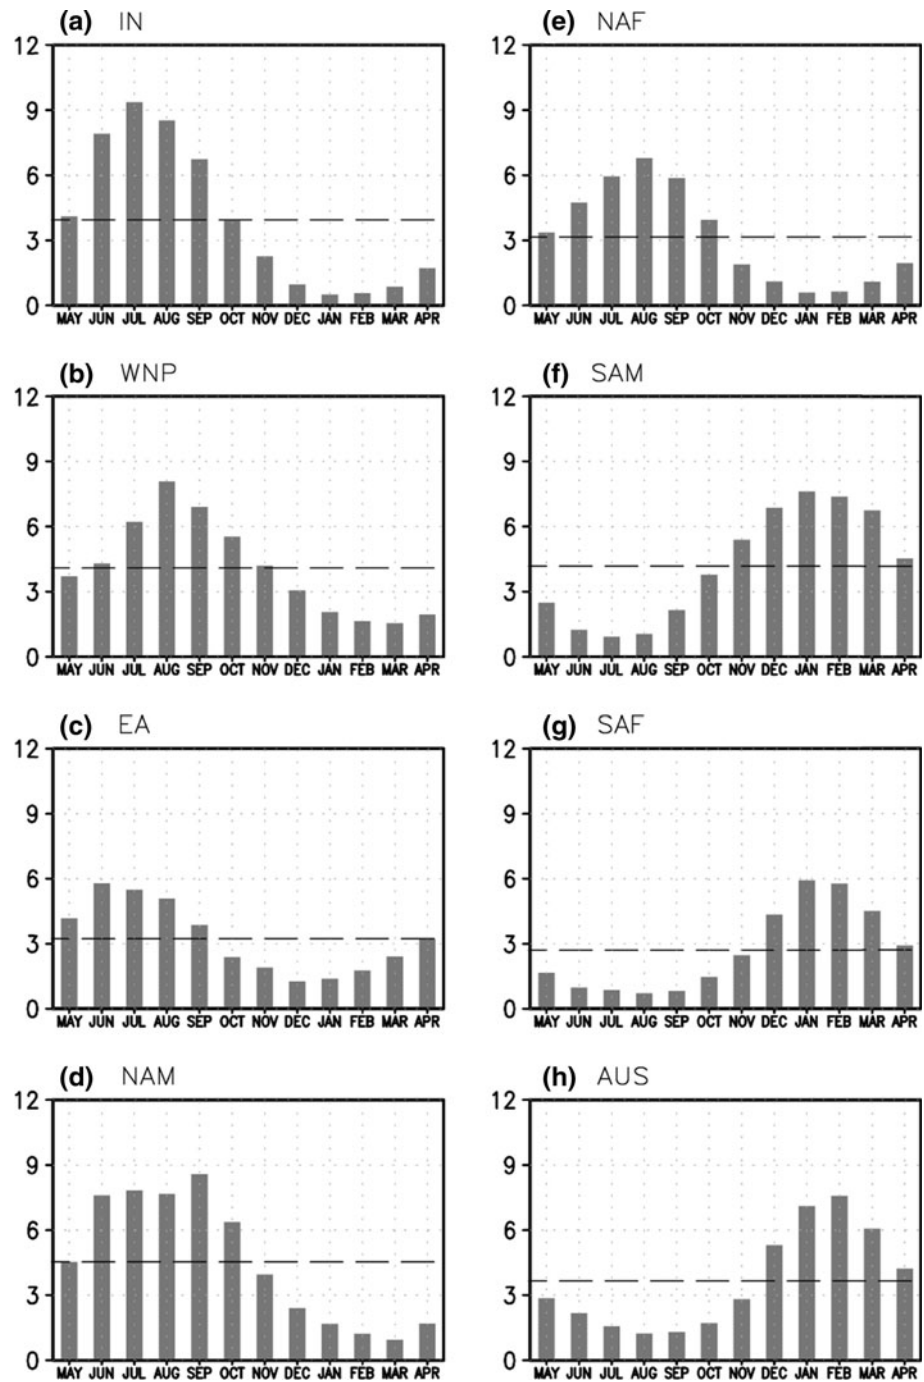 (a) IN
12
9
6
3
0
MAY JUN JUL AUG SEP OCT NOV DEC JAN FEB MAR APR
(b) WNP
12
9
6
3
0
MAY JUN JUL AUG SEP OCT NOV DEC JAN FEB MAR APR
(c) EA
12
9
6
3
0
MAY JUN JUL AUG SEP OCT NOV DEC JAN FEB MAR APR
(d) NAM
12
9
6
3
0
MAY JUN JUL AUG SEP OCT NOV DEC JAN FEB MAR APR
(e) NAF
12
9
6
3
0
MAY JUN JUL AUG SEP OCT NOV DEC JAN FEB MAR APR
(f) SAM
12
9
6
3
0
MAY JUN JUL AUG SEP OCT NOV DEC JAN FEB MAR APR
(g) SAF
12
9
6
3
0
MAY JUN JUL AUG SEP OCT NOV DEC JAN FEB MAR APR
(h) AUS
12
9
6
3
0
MAY JUN JUL AUG SEP OCT NOV DEC JAN FEB MAR APR